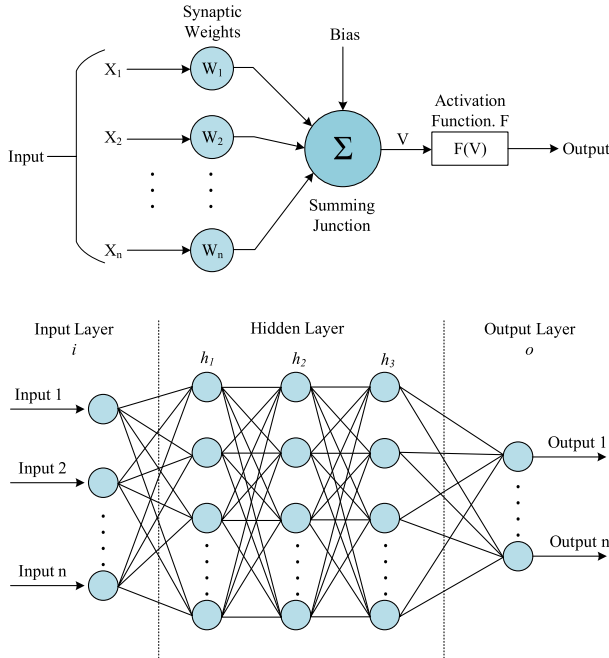 Synaptic
Weights
Bias
X1
W1
Activation
Function. F
X2
W2
Input
Σ
V
F(V)
Output
Summing
Junction
Xn
Wn
Input Layer
i
Hidden Layer
Output Layer
o
h1
h2
h3
Input 1
Input 2
Input n
Output 1
Output n